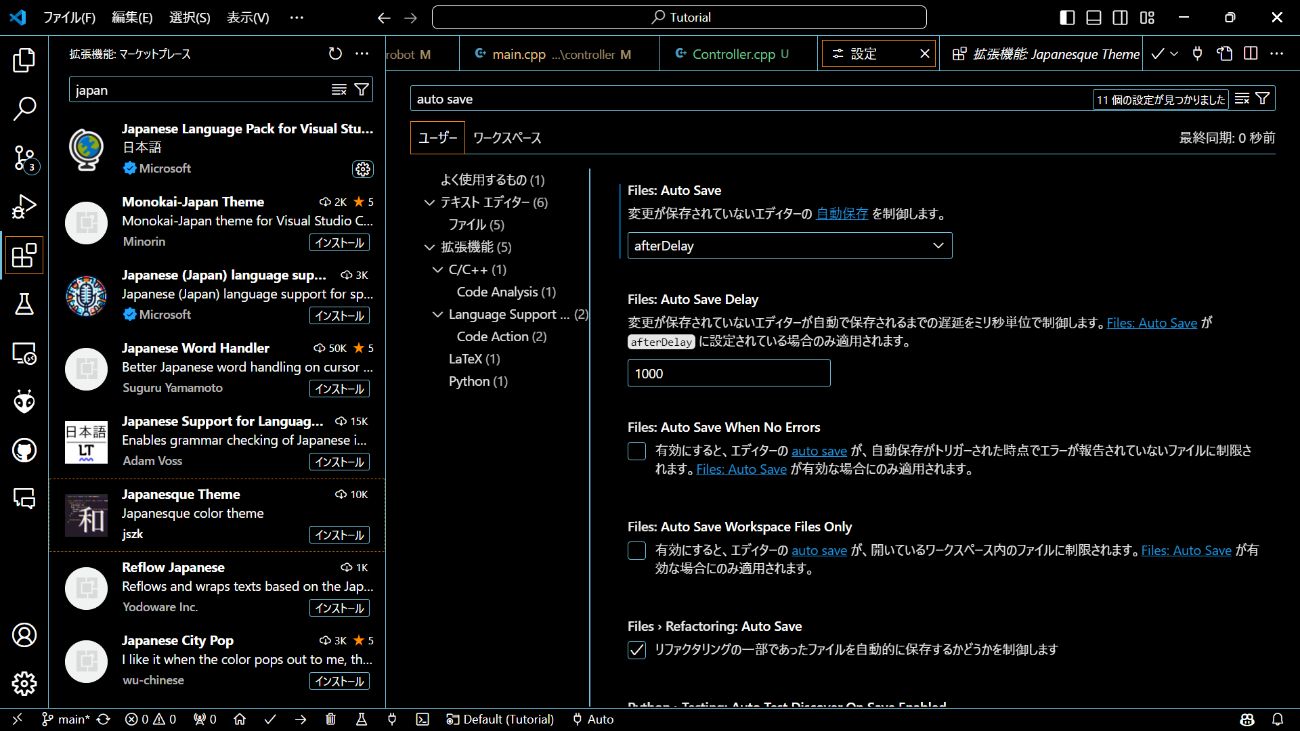 ファイル(F) 編集(E) 選択(S) 表示(V) ··· Tutorial
拡張機能: マーケットプレース
japan
Japanese Language Pack for Visual Stu...
日本語
Microsoft
Monokai-Japan Theme 2K ★ 5
Monokai-Japan theme for Visual Studio C...
Minorin インストール
Japanese (Japan) language sup... 3K
Japanese (Japan) language support for sp...
Microsoft インストール
Japanese Word Handler 50K ★ 5
Better Japanese word handling on cursor ...
Suguru Yamamoto インストール
日本語
LT
Japanese Support for Languag... 15K
Enables grammar checking of Japanese i...
Adam Voss インストール
和
Japanesque Theme 10K
Japanesque color theme
jszk インストール
Reflow Japanese 1K
Reflows and wraps texts based on the Jap...
Yodoware Inc. インストール
Japanese City Pop 3K ★ 5
I like it when the color pops out to me, th...
wu-chinese インストール
3
robot M main.cpp ...\controller M Controller.cpp U 設定 拡張機能: Japanesque Theme
auto save 11 個の設定が見つかりました
ユーザー ワークスペース 最終同期: 0 秒前
よく使用するもの (1)
テキスト エディター (6)
ファイル (5)
拡張機能 (5)
C/C++ (1)
Code Analysis (1)
Language Support ... (2)
Code Action (2)
LaTeX (1)
Python (1)
Files: Auto Save
変更が保存されていないエディターの 自動保存 を制御します。
afterDelay
Files: Auto Save Delay
変更が保存されていないエディターが自動で保存されるまでの遅延をミリ秒単位で制御します。Files: Auto Save が
afterDelay に設定されている場合のみ適用されます。
1000
Files: Auto Save When No Errors
有効にすると、エディターの auto save が、自動保存がトリガーされた時点でエラーが報告されていないファイルに制限さ
れます。Files: Auto Save が有効な場合にのみ適用されます。
Files: Auto Save Workspace Files Only
有効にすると、エディターの auto save が、開いているワークスペース内のファイルに制限されます。Files: Auto Save が有
効な場合にのみ適用されます。
Files › Refactoring: Auto Save
リファクタリングの一部であったファイルを自動的に保存するかどうかを制御します
Python › Testing: Auto Test Discover On Save Enabled
main* 0 0 0 Default (Tutorial) Auto